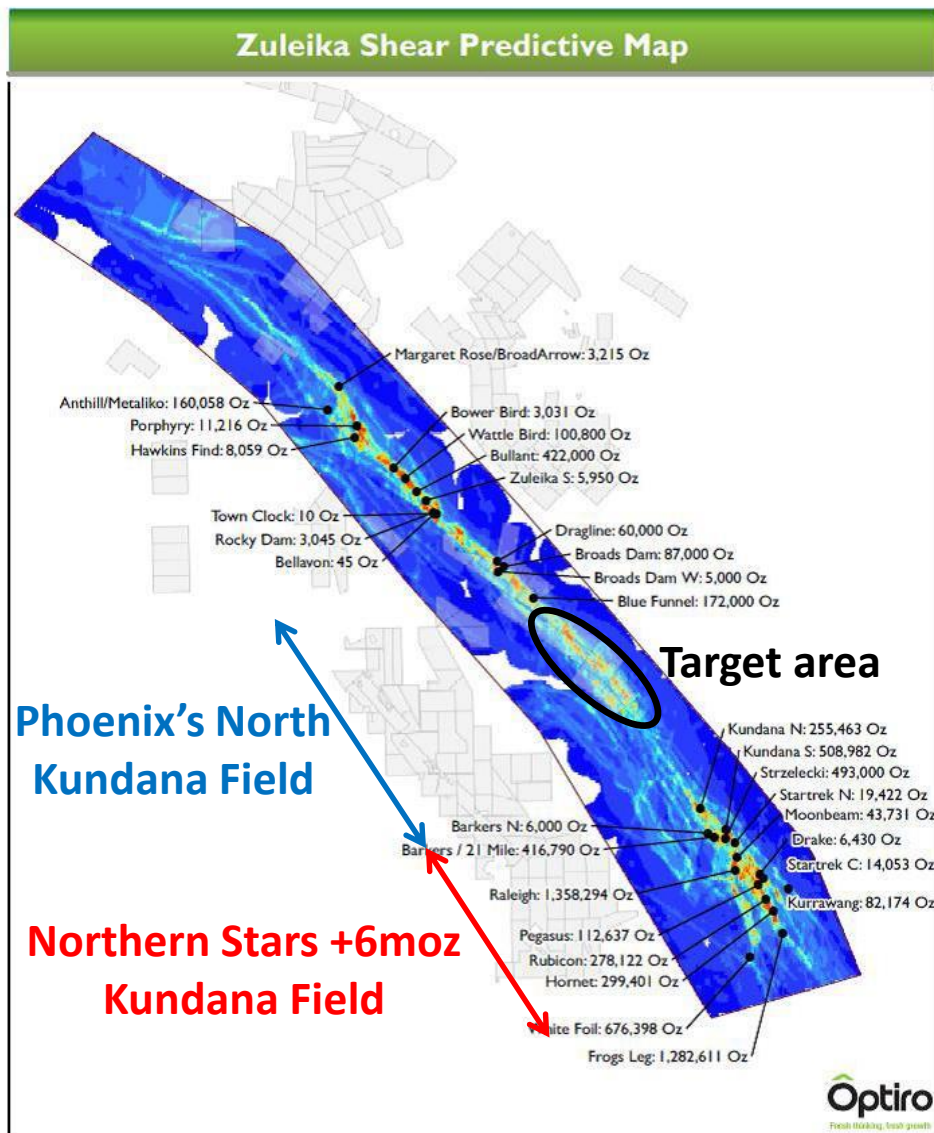 Zuleika Shear Predictive Map
Margaret Rose/BroadArrow: 3,215 Oz
Anthill/Metaliko: 160,058 Oz
Porphyry: 11,216 Oz
Hawkins Find: 8,059 Oz
Bower Bird: 3,031 Oz
Wattle Bird: 100,800 Oz
Bullant: 422,000 Oz
Zuleika S: 5,950 Oz
Town Clock: 10 Oz
Rocky Dam: 3,045 Oz
Bellavon: 45 Oz
Dragline: 60,000 Oz
Broads Dam: 87,000 Oz
Broads Dam W: 5,000 Oz
Blue Funnel: 172,000 Oz
Target area
Phoenix's North
Kundana Field
Kundana N: 255,463 Oz
Kundana S: 508,982 Oz
Strzelecki: 493,000 Oz
Startrek N: 19,422 Oz
Moonbeam: 43,731 Oz
Drake: 6,430 Oz
Startrek C: 14,053 Oz
Kurrawang: 82,174 Oz
Barkers N: 6,000 Oz
Barkers / 21 Mile: 416,790 Oz
Raleigh: 1,358,294 Oz
Pegasus: 112,637 Oz
Rubicon: 278,122 Oz
Hornet: 299,401 Oz
Northern Stars +6moz
Kundana Field
White Foil: 676,398 Oz
Frogs Leg: 1,282,611 Oz
Optiro
Fresh thinking, fresh growth